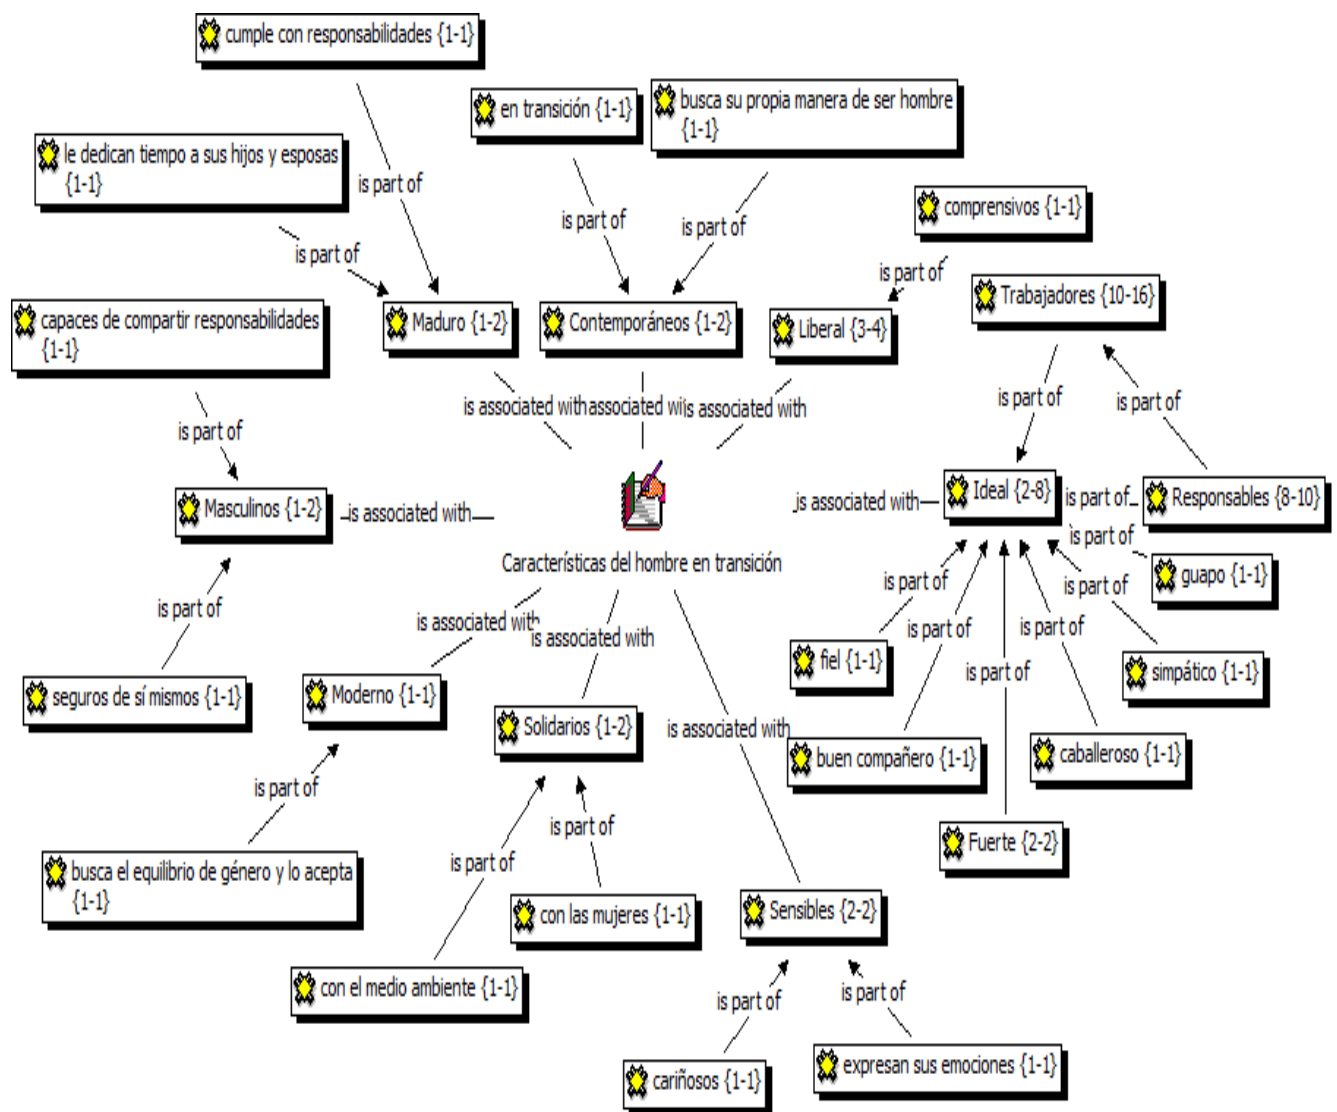 cumple con responsabilidades {1-1}
en transición {1-1}
busca su propia manera de ser hombre
{1-1}
le dedican tiempo a sus hijos y esposas
{1-1}
is part of
is part of
is part of
comprensivos {1-1}
is part of
is part of
Trabajadores {10-16}
capaces de compartir responsabilidades
{1-1}
Maduro {1-2}
Contemporáneos {1-2}
Liberal {3-4}
is part of
is part of
is associated with
associated wi
is associated with
is part of
Masculinos {1-2}
is associated with
is associated with
Ideal {2-8}
is part of
Responsables {8-10}
is part of
Características del hombre en transición
guapo {1-1}
is part of
is part of
is part of
is associated with
is associated with
is part of
is part of
fiel {1-1}
is part of
simpático {1-1}
seguros de sí mismos {1-1}
Moderno {1-1}
Solidarios {1-2}
is associated with
buen compañero {1-1}
caballeroso {1-1}
is part of
is part of
Fuerte {2-2}
is part of
busca el equilibrio de género y lo acepta
{1-1}
con las mujeres {1-1}
Sensibles {2-2}
con el medio ambiente {1-1}
is part of
is part of
cariñosos {1-1}
expresan sus emociones {1-1}